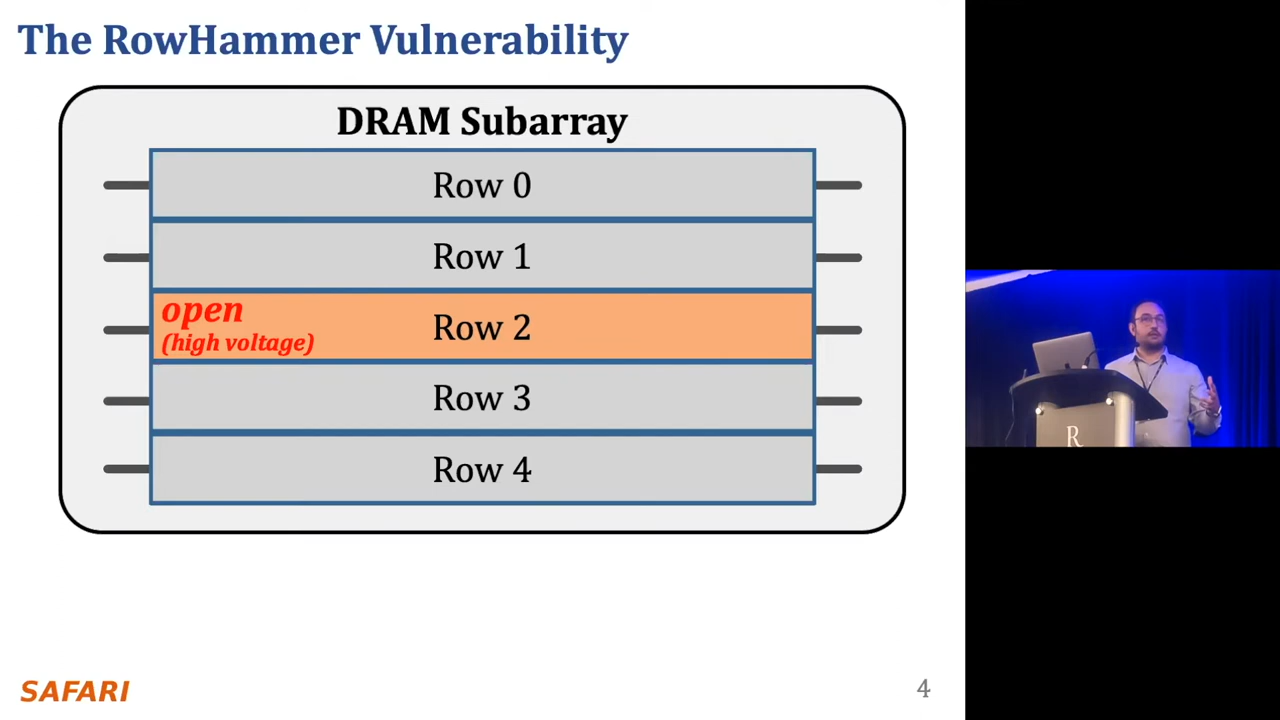 The RowHammer Vulnerability
DRAM Subarray
Row 0
Row 1
open
(high voltage)
Row 2
Row 3
Row 4
SAFARI
4
R